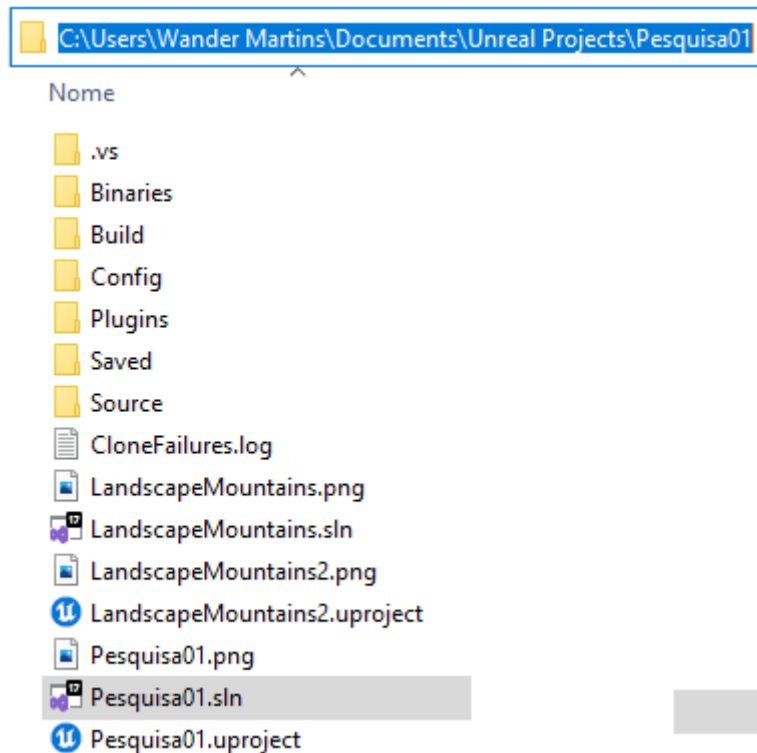 C:\Users\Wander Martins\Documents\Unreal Projects\Pesquisa01
Nome
.vs
Binaries
Build
Config
Plugins
Saved
Source
CloneFailures.log
LandscapeMountains.png
LandscapeMountains.sln
LandscapeMountains2.png
LandscapeMountains2.uproject
Pesquisa01.png
Pesquisa01.sln
Pesquisa01.uproject